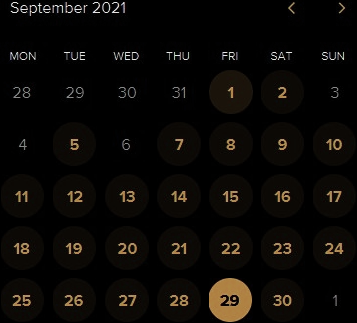 September 2021 < >
MON TUE WED THU FRI SAT SUN
28 29 30 31 1 2 3
4 5 6 7 8 9 10
11 12 13 14 15 16 17
18 19 20 21 22 23 24
25 26 27 28 29 30 1